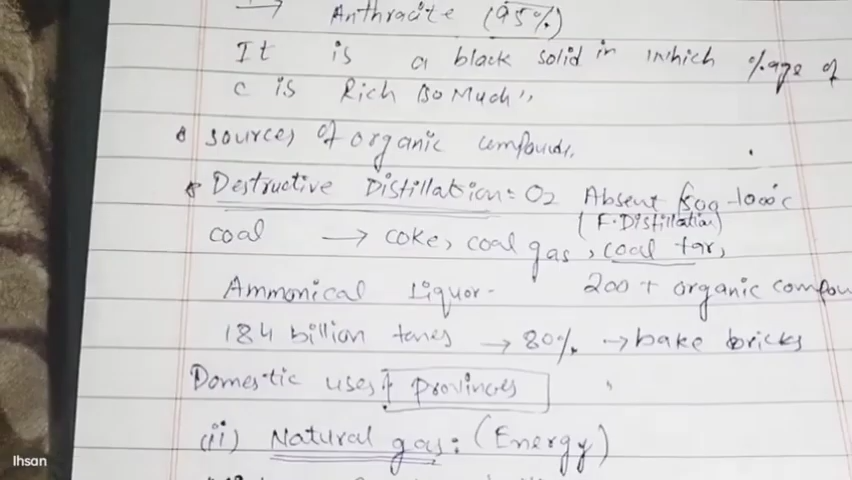 → Anthracite (95%)
It is a black solid in which %age of
C is Rich So Much,,
sources of organic compounds,
* Destructive Distillation = O2 Absent 500-1000°C
(F. Distillation)
coal → coke, coal gas, coal tar,
Ammonical Liquor - 200+ organic compou
184 billion tones → 80% → bake bricks
Domestic uses provinces
(ii) Natural gas: (Energy)
Ihsan